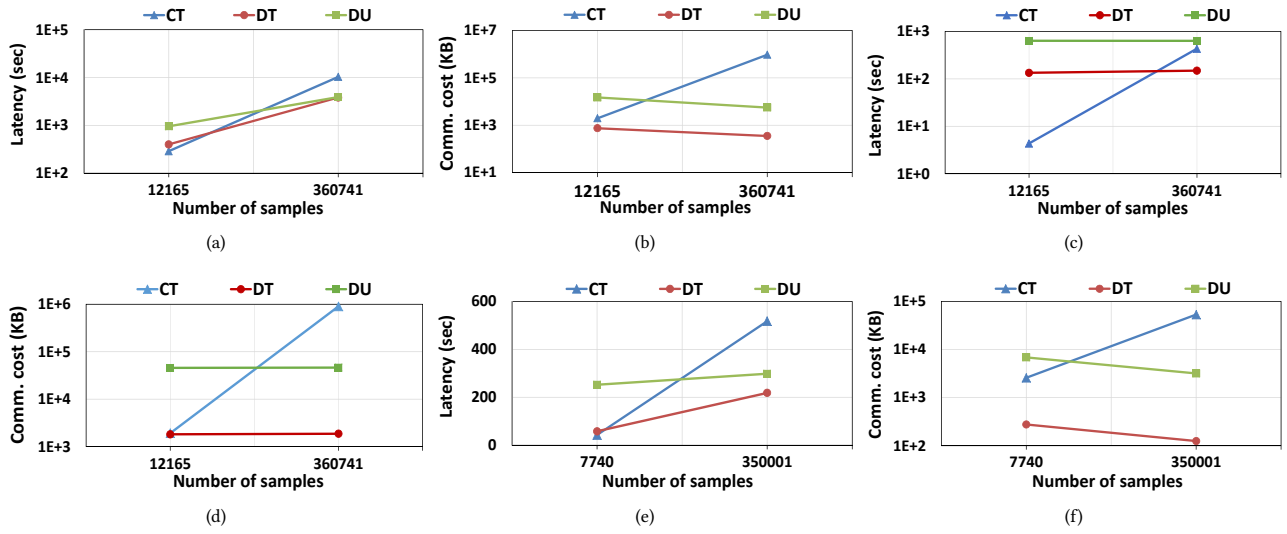 CT DT DU
1E+5
1E+4
1E+3
1E+2
Latency (sec)
12165 360741
Number of samples
(a)
CT DT DU
1E+7
1E+5
1E+3
1E+1
Comm. cost (KB)
12165 360741
Number of samples
(b)
CT DT DU
1E+3
1E+2
1E+1
1E+0
Latency (sec)
12165 360741
Number of samples
(c)
CT DT DU
1E+6
1E+5
1E+4
1E+3
Comm. cost (KB)
12165 360741
Number of samples
(d)
CT DT DU
600
400
200
0
Latency (sec)
7740 350001
Number of samples
(e)
CT DT DU
1E+5
1E+4
1E+3
1E+2
Comm. cost (KB)
7740 350001
Number of samples
(f)